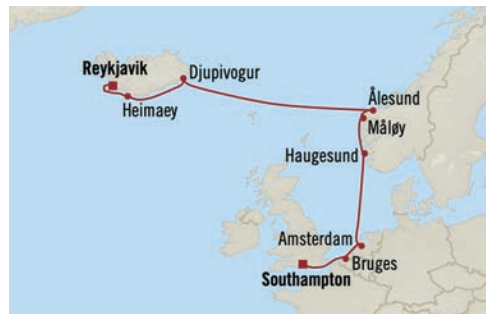 Djupivogur
Reykjavik
Heimaey
Ålesund
Måløy
Haugesund
Amsterdam
Bruges
Southampton